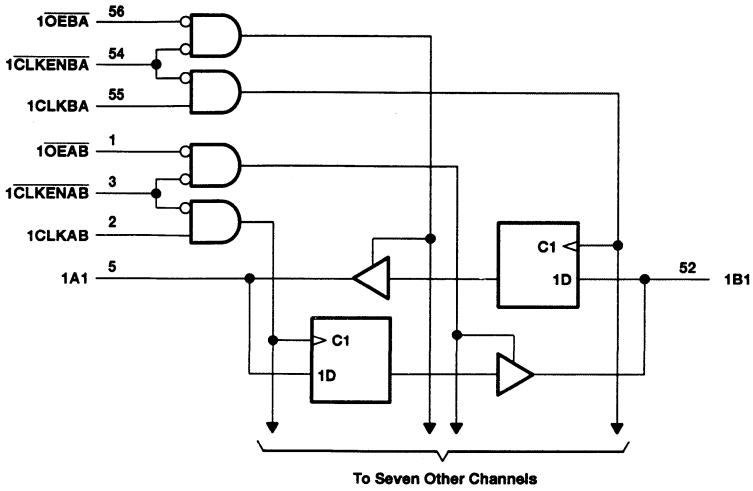 56
1OEBA
54
1CLKENBA
55
1CLKBA
1
1OEAB
3
1CLKENAB
2
1CLKAB
C1
5
1A1
1D
52
1B1
C1
1D
To Seven Other Channels